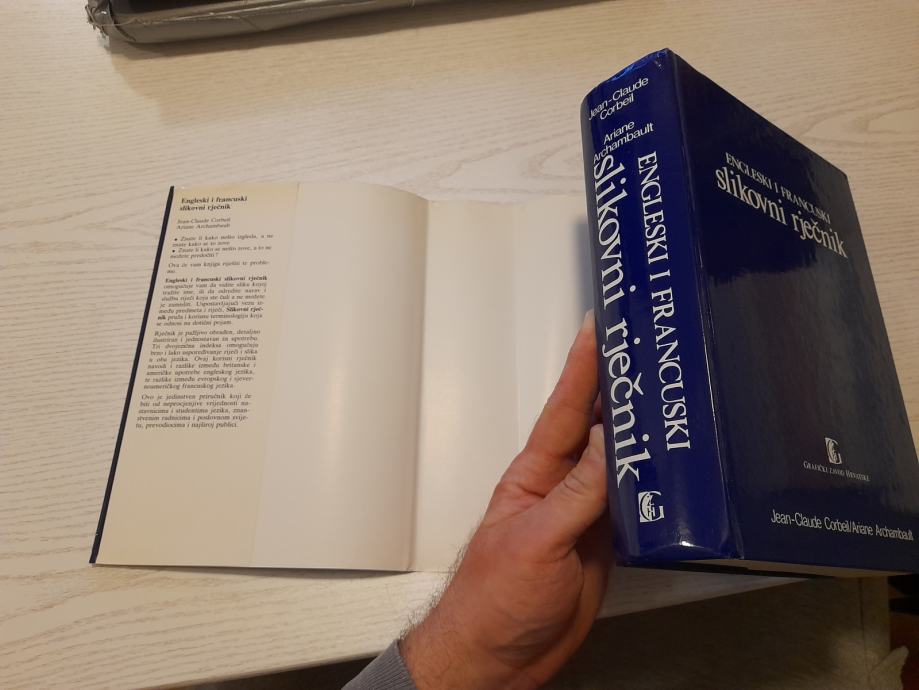 Engleski i francuski
slikovni rječnik
Jean-Claude Corbeil
Ariane Archambault
• Znate li kako nešto izgleda, a ne
znate kako se to zove
• Znate li kako se nešto zove, a to ne
možete predočiti?
Ova će vam knjiga riješiti te proble-
me.
Engleski i francuski slikovni rječnik
omogućuje vam da vidite sliku kojoj
tražite ime, ili da odredite narav i
službu riječi koja ste čuli a ne možete
je zamisliti. Uspostavljajući vezu iz-
među predmeta i riječi, Slikovni rječ-
nik pruža i korisnu terminologiju koja
se odnosi na dotični pojam.
Rječnik je pažljivo obrađen, detaljno
ilustriran i jednostavan za upotrebu.
Tri dvojezična indeksa omogućuju
brzo i lako uspoređivanje riječi i slika
u oba jezika. Ovaj korisni rječnik
navodi i razlike između britanske i
američke upotrebe engleskog jezika,
te razlike između evropskog i sjever-
noameričkog francuskog jezika.
Ovo je jedinstven priručnik koji će
biti od neprocjenjive vrijednosti na-
stavnicima i studentima jezika, znan-
stvenim radnicima i poslovnom svije-
tu, prevodiocima i najširoj publici.
Jean-Claude
Corbeil
Ariane
Archambault
ENGLESKI I FRANCUSKI
slikovni rječnik
ENGLESKI I FRANCUSKI
slikovni rječnik
GRAFIČKI ZAVOD HRVATSKE
Jean-Claude Corbeil/Ariane Archambault